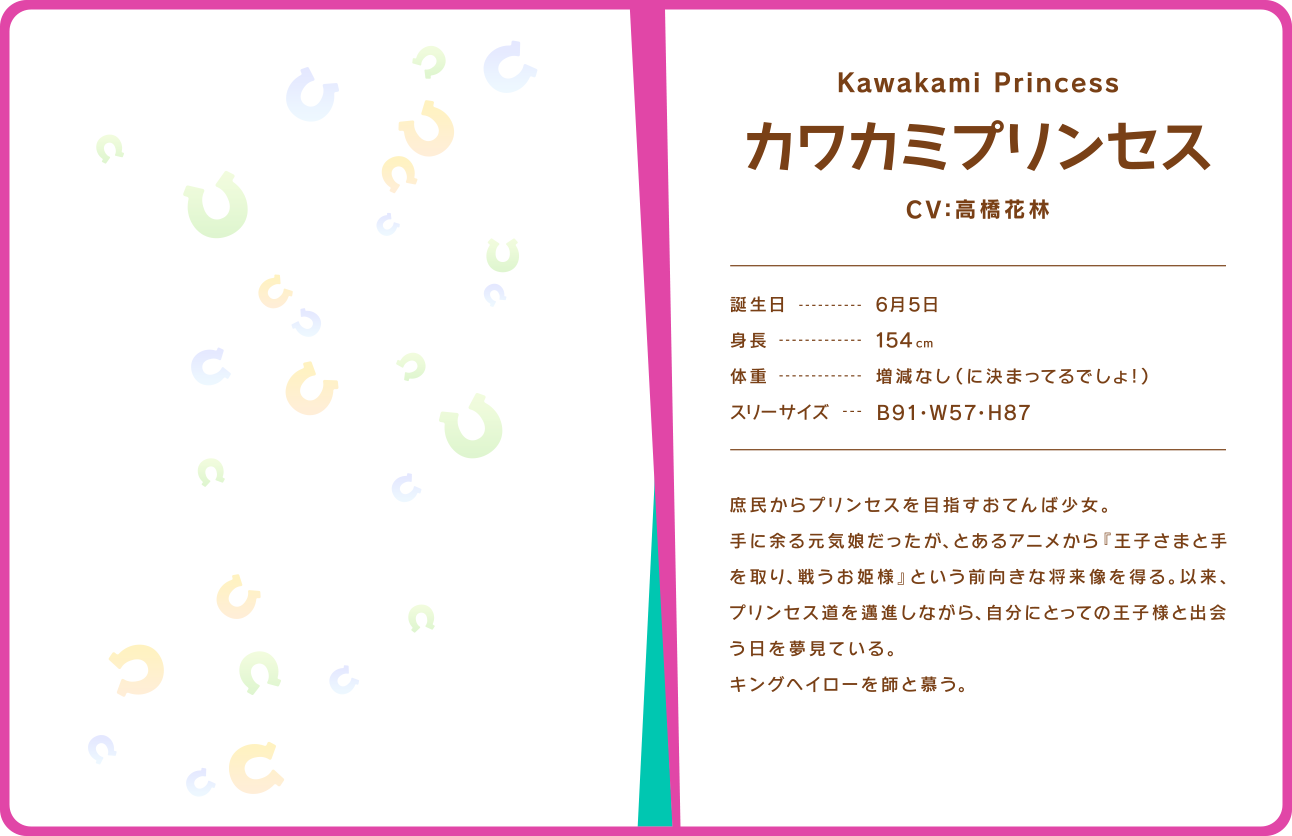 Kawakami Princess
カワカミプリンセス
CV:高橋花林
誕生日 ---------- 6月5日
身長 ------------- 154cm
体重 ------------- 増減なし(に決まってるでしょ!)
スリーサイズ --- B91・W57・H87
庶民からプリンセスを目指すおてんば少女。
手に余る元気娘だったが、とあるアニメから『王子さまと手
を取り、戦うお姫様』という前向きな将来像を得る。以来、
プリンセス道を邁進しながら、自分にとっての王子様と出会
う日を夢見ている。
キングヘイローを師と慕う。